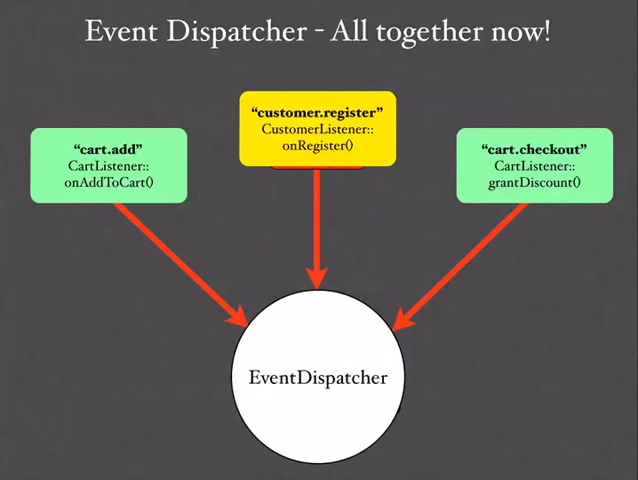 Event Dispatcher - All together now!
“customer.register”
CustomerListener::
onRegister()
“cart.add”
CartListener::
onAddToCart()
“cart.checkout”
CartListener::
grantDiscount()
EventDispatcher